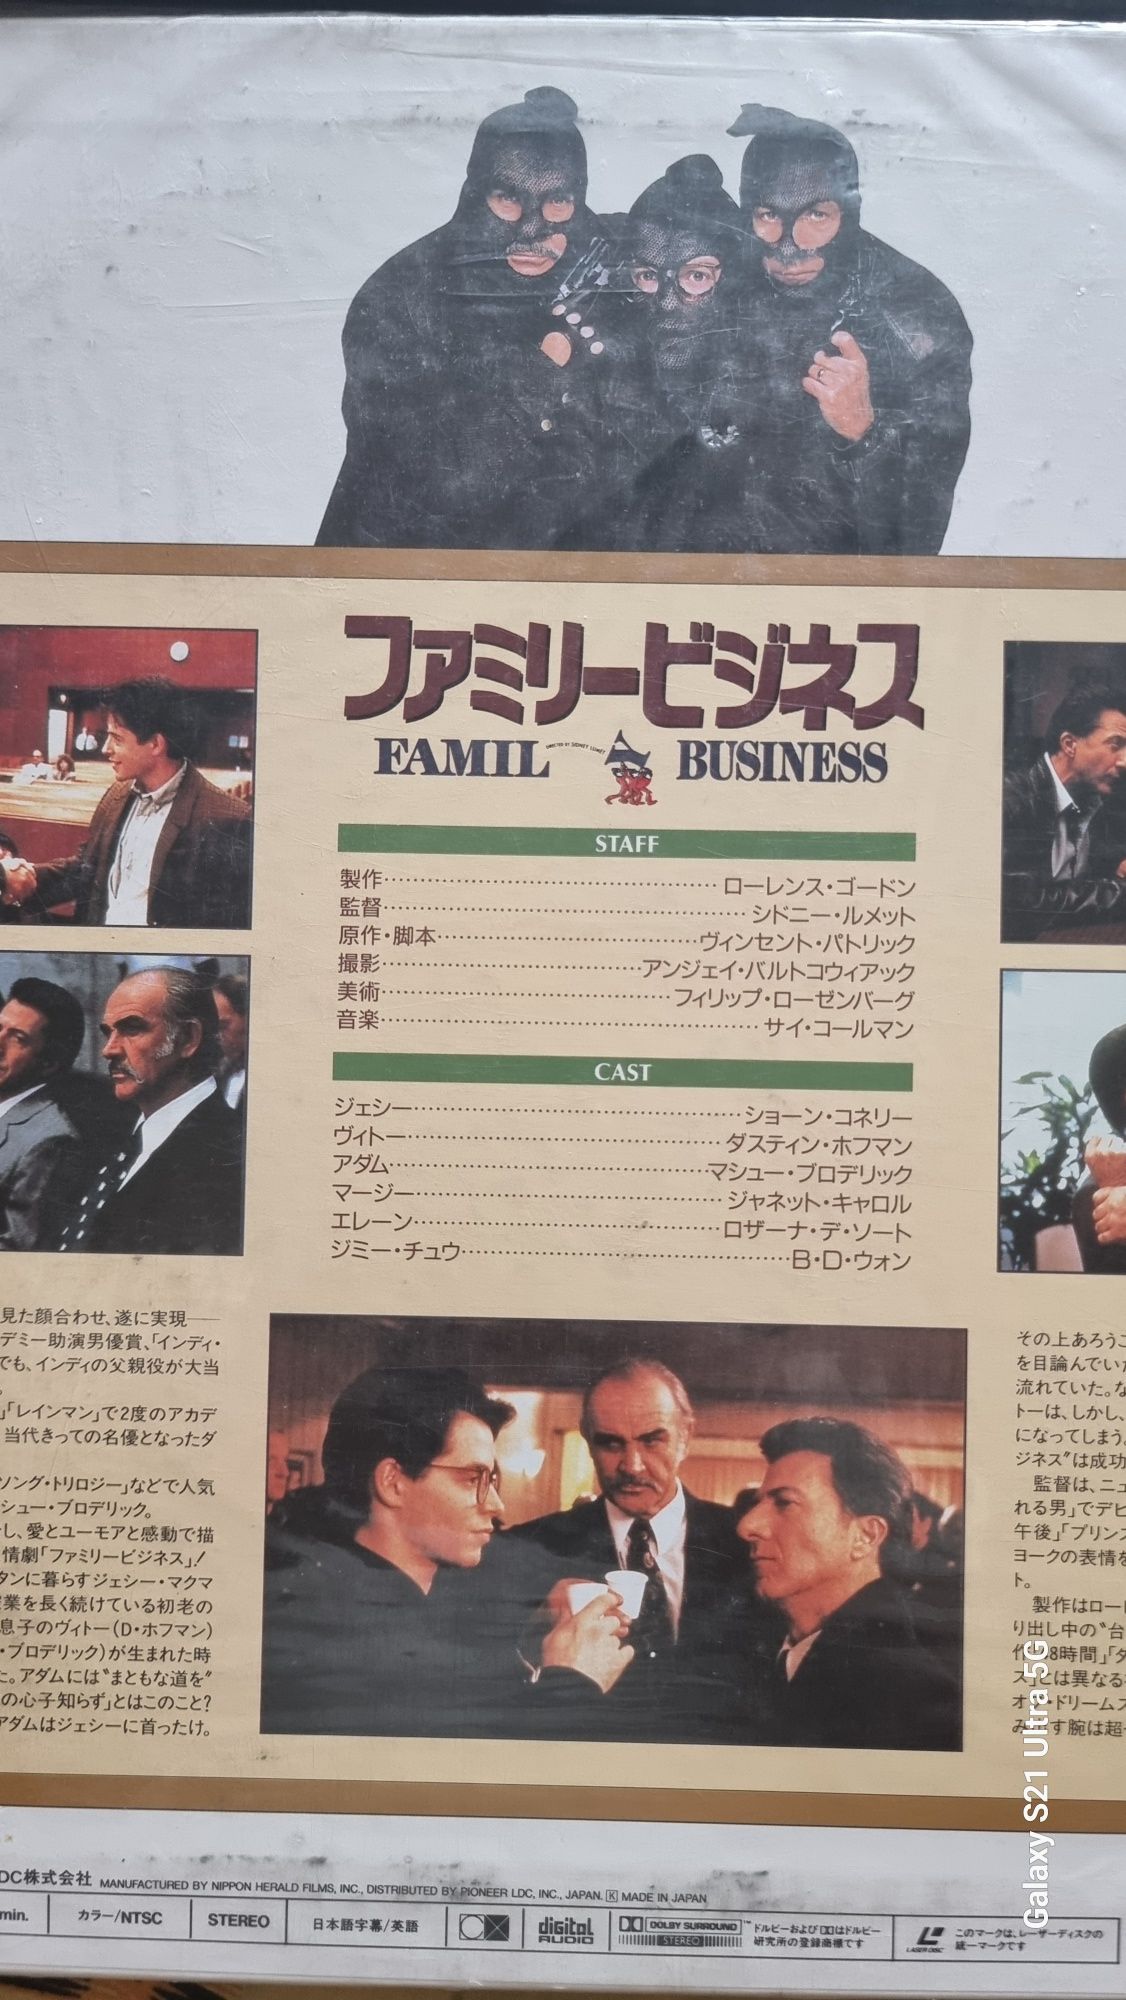 ファミリービジネス
FAMILY BUSINESS
DIRECTED BY SIDNEY LUMET
STAFF
製作……ローレンス・ゴードン
監督……シドニー・ルメット
原作・脚本……ヴィンセント・パトリック
撮影……アンジェイ・バルトコウィアック
美術……フィリップ・ローゼンバーグ
音楽……サイ・コールマン
CAST
ジェシー……ショーン・コネリー
ヴィトー……ダスティン・ホフマン
アダム……マシュー・ブロデリック
マージー……ジャネット・キャロル
エレーン……ロザーナ・デ・ソート
ジミー・チュウ……B・D・ウォン
見た顔合わせ、遂に実現──
デミー助演男優賞、「インディ・
でも、インディの父親役が大当
。
」「レインマン」で2度のアカデ
当代きっての名優となったダ
ソング・トリロジー」などで人気
シュー・ブロデリック。
し、愛とユーモアと感動で描
情劇「ファミリービジネス」!
タンに暮らすジェシー・マクマ
業を長く続けている初老の
息子のヴィトー(D・ホフマン)
・ブロデリック)が生まれた時
た。アダムには〝まともな道を〟
の心子知らず」とはこのこと?
アダムはジェシーに首ったけ。
その上あろうこ
を目論んでいた
流れていた。な
トーは、しかし、
になってしまう。
ジネス〟は成功
監督は、ニュ
れる男」でデビ
午後」「プリンス
ヨークの表情を
ト。
製作はロー
り出し中の〝台
作「48時間」「ダ
ス」とは異なる
オブ・ドリームス
み出す腕は超
DC株式会社 MANUFACTURED BY NIPPON HERALD FILMS, INC., DISTRIBUTED BY PIONEER LDC, INC., JAPAN. K MADE IN JAPAN
min. カラー/NTSC STEREO 日本語字幕/英語 digital AUDIO DOLBY SURROUND STEREO ™ ドルビーおよびDDはドルビー研究所の登録商標です LASER DISC このマークは、レーザーディスクの統一マークです
Galaxy S21 Ultra 5G